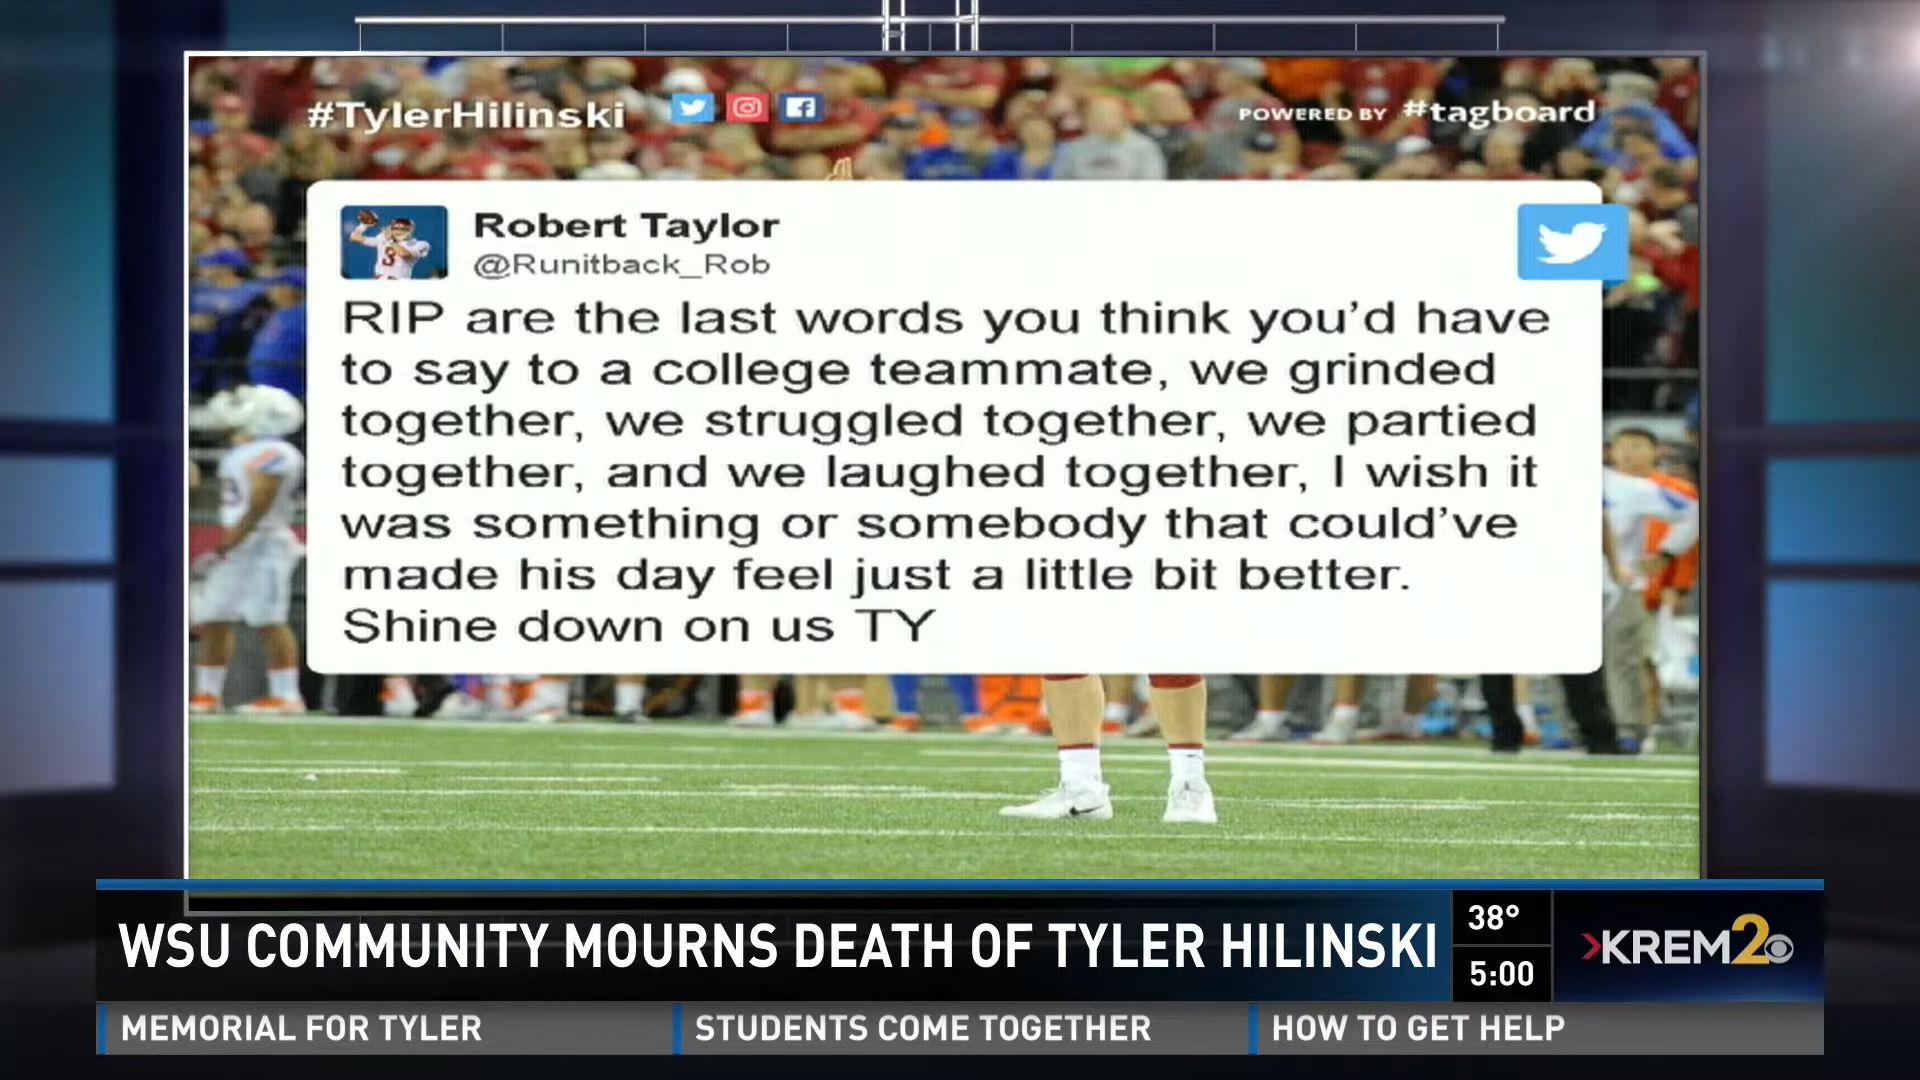 #TylerHilinski
POWERED BY #tagboard
Robert Taylor
@Runitback_Rob
RIP are the last words you think you'd have
to say to a college teammate, we grinded
together, we struggled together, we partied
together, and we laughed together, I wish it
was something or somebody that could've
made his day feel just a little bit better.
Shine down on us TY
WSU COMMUNITY MOURNS DEATH OF TYLER HILINSKI
38°
5:00
KREM2
MEMORIAL FOR TYLER
STUDENTS COME TOGETHER
HOW TO GET HELP